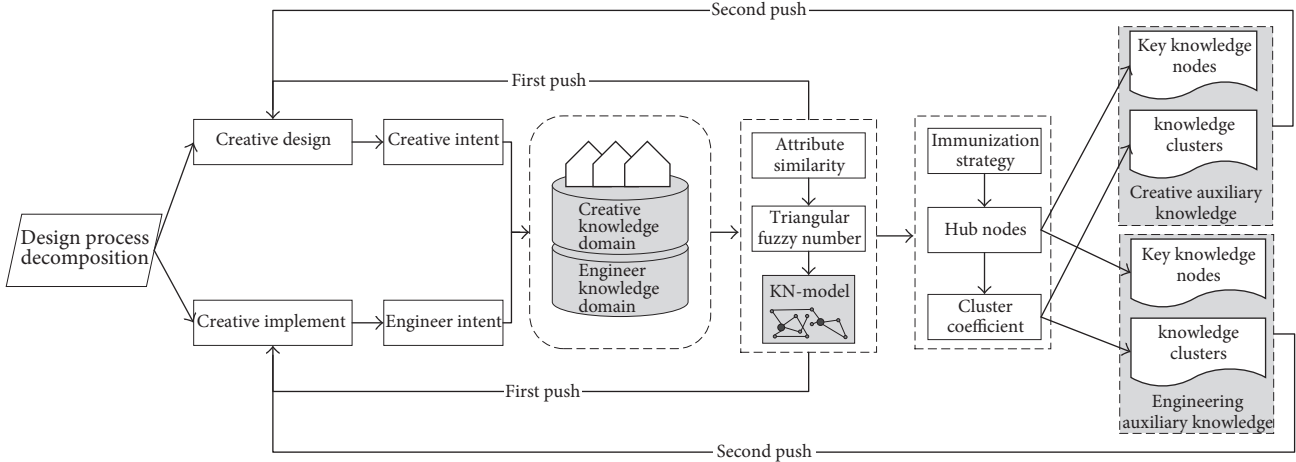 Second push
First push
Creative design
Creative intent
Design process
decomposition
Creative implement
Engineer intent
Creative
knowledge
domain
Engineer
knowledge
domain
Attribute
similarity
Triangular
fuzzy number
KN-model
Immunization
strategy
Hub nodes
Cluster
coefficient
Key knowledge
nodes
knowledge
clusters
Creative auxiliary
knowledge
Key knowledge
nodes
knowledge
clusters
Engineering
auxiliary knowledge
First push
Second push